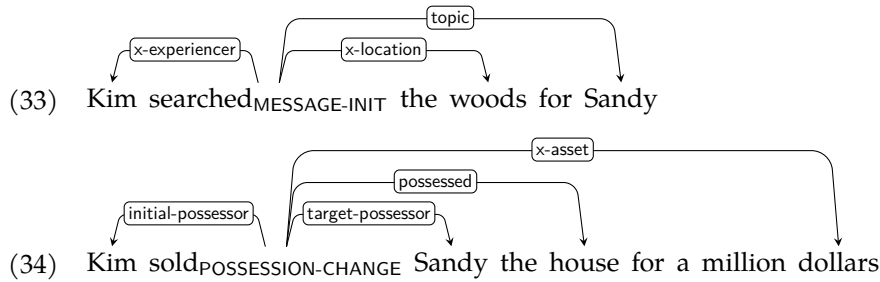 topic
x-experiencer x-location
(33) Kim searchedMESSAGE-INIT the woods for Sandy
x-asset
possessed
initial-possessor target-possessor
(34) Kim soldPOSSESSION-CHANGE Sandy the house for a million dollars